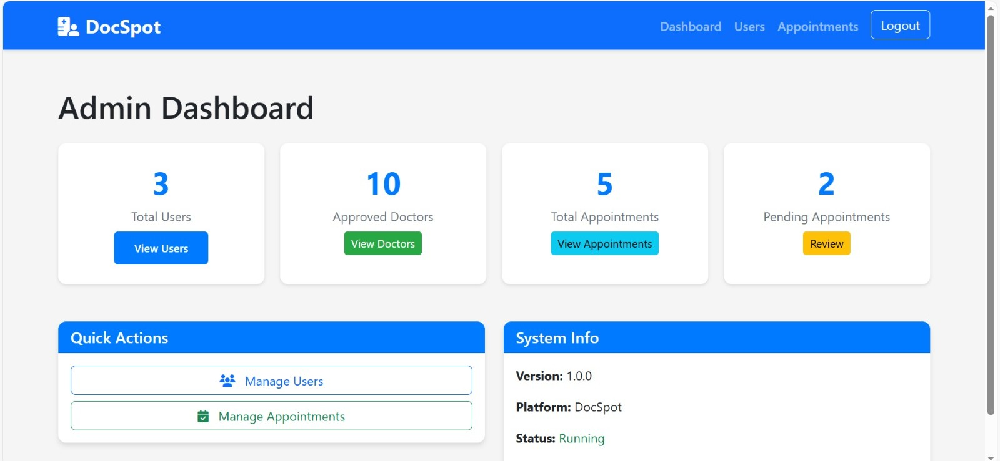 DocSpot
Dashboard Users Appointments Logout
Admin Dashboard
3 10 5 2
Total Users Approved Doctors Total Appointments Pending Appointments
View Users View Doctors View Appointments Review
Quick Actions
Manage Users
Manage Appointments
System Info
Version: 1.0.0
Platform: DocSpot
Status: Running